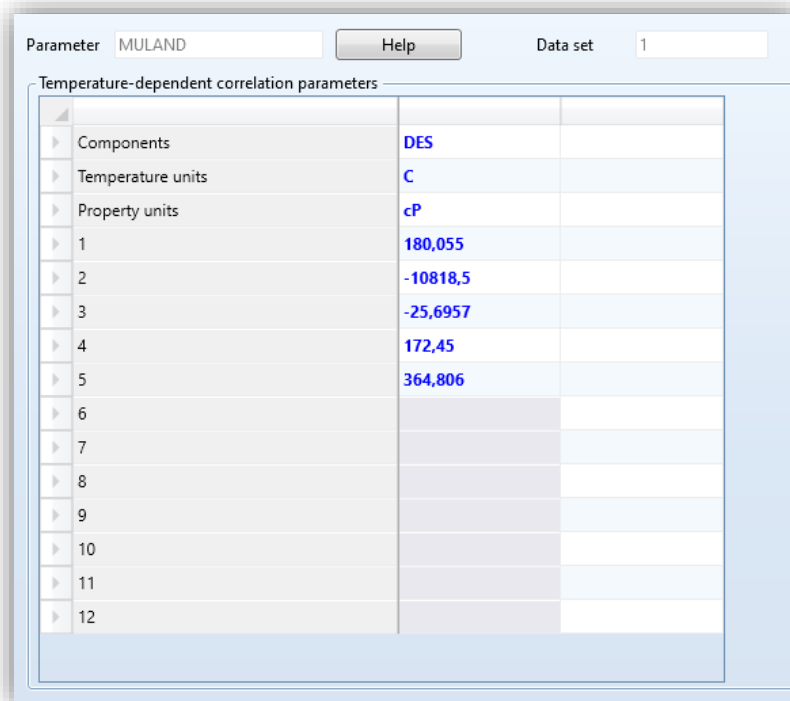 Parameter MULAND Help Data set 1
Temperature-dependent correlation parameters
Components DES
Temperature units C
Property units cP
1 180,055
2 -10818,5
3 -25,6957
4 172,45
5 364,806
6
7
8
9
10
11
12